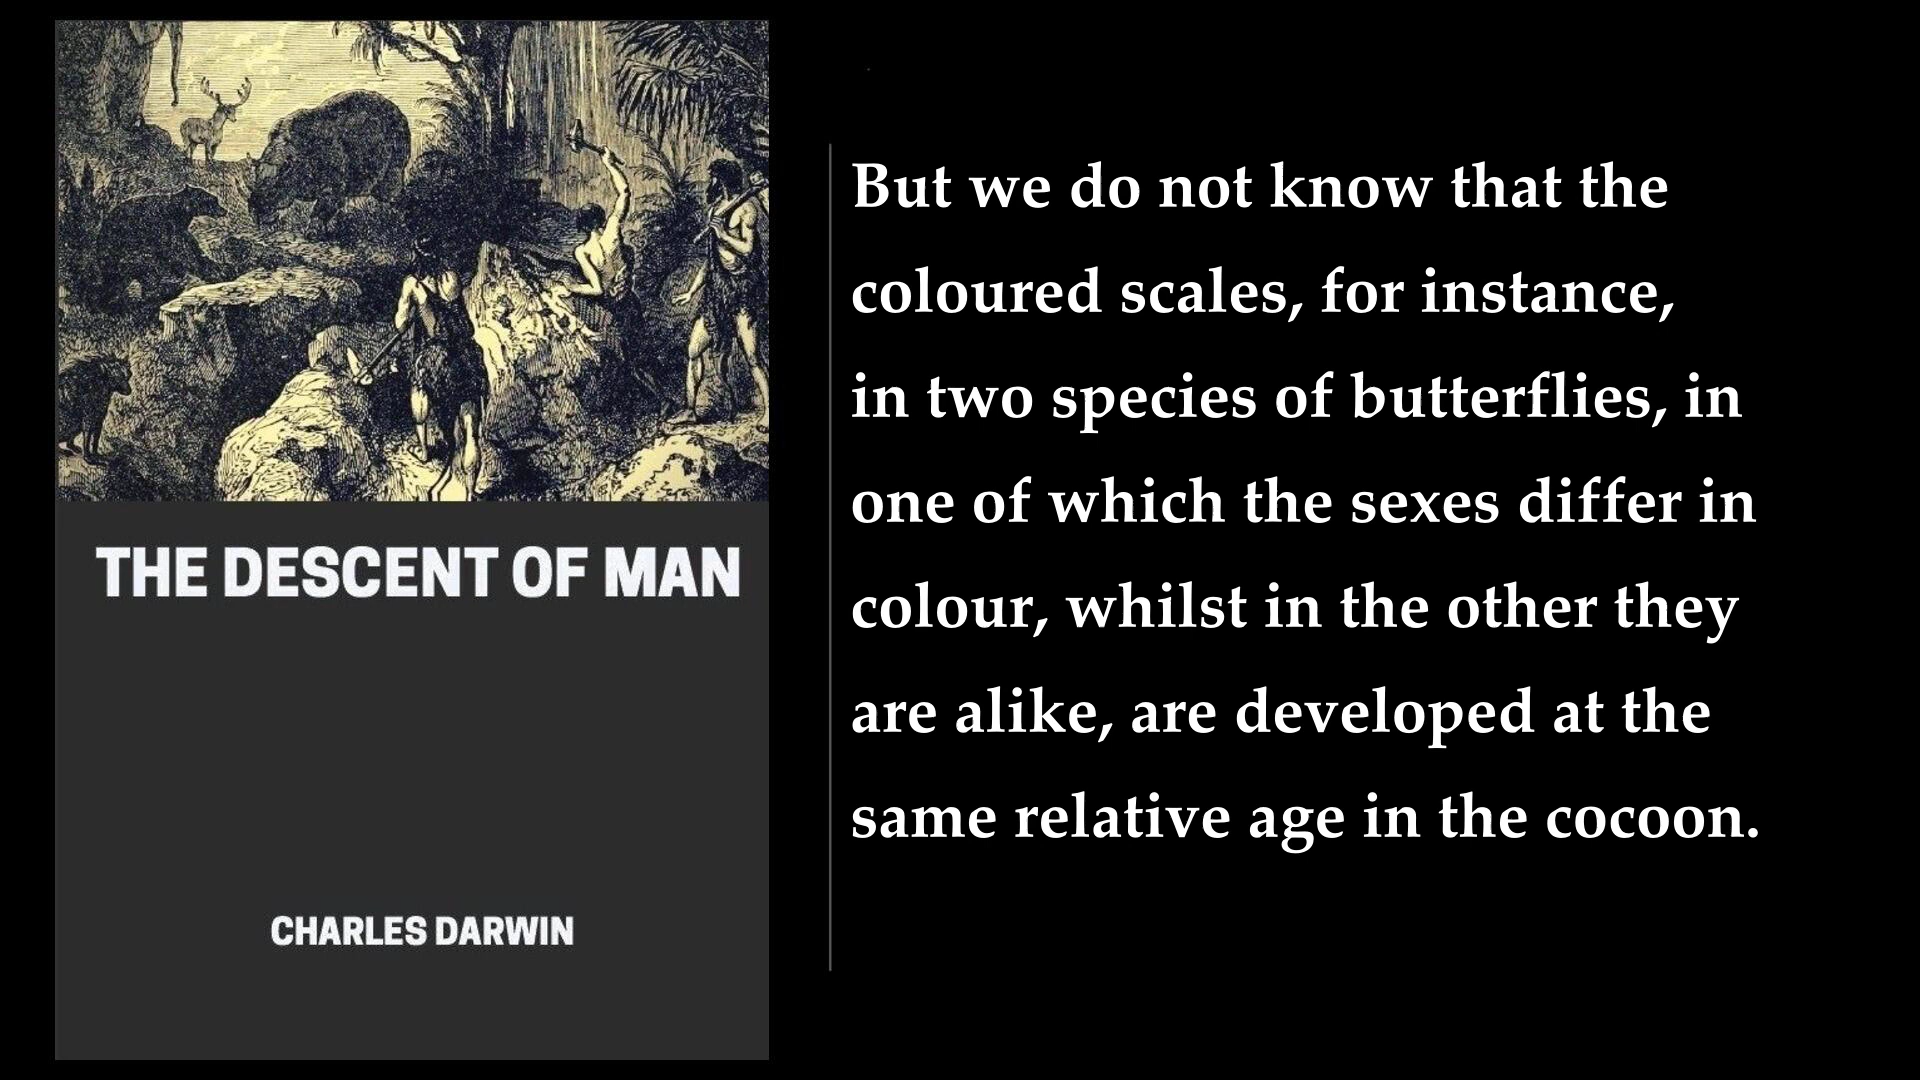 THE DESCENT OF MAN
CHARLES DARWIN
But we do not know that the
coloured scales, for instance,
in two species of butterflies, in
one of which the sexes differ in
colour, whilst in the other they
are alike, are developed at the
same relative age in the cocoon.